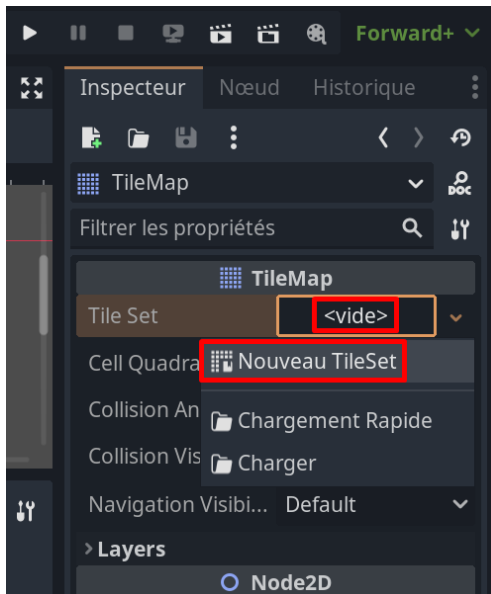 Forward+
Inspecteur Nœud Historique
TileMap
DOC
Filtrer les propriétés
TileMap
Tile Set <vide>
Cell Quadra
Nouveau TileSet
Collision An
Chargement Rapide
Collision Vis
Charger
Navigation Visibi... Default
Layers
Node2D